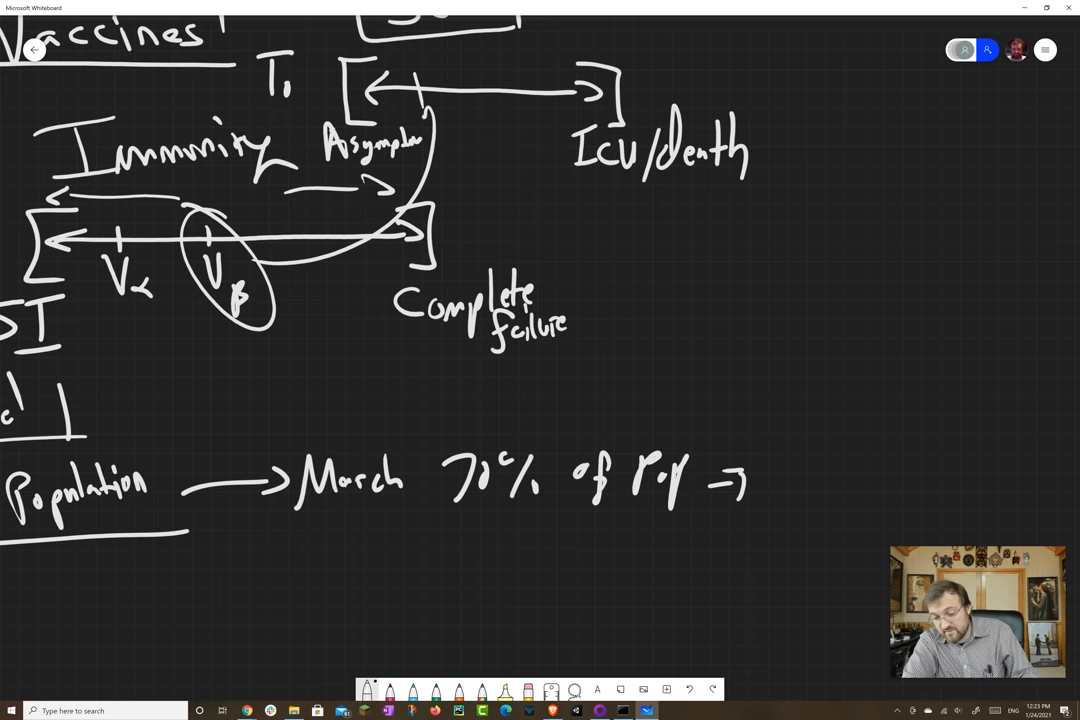 Microsoft Whiteboard
Vaccines!
T₁
Immunity
Asymptom
ICU/death
Vα
Vβ
Complete
failure
SI
Population → March 70% of Pop →
Type here to search
ENG
12:23 PM
1/24/2021